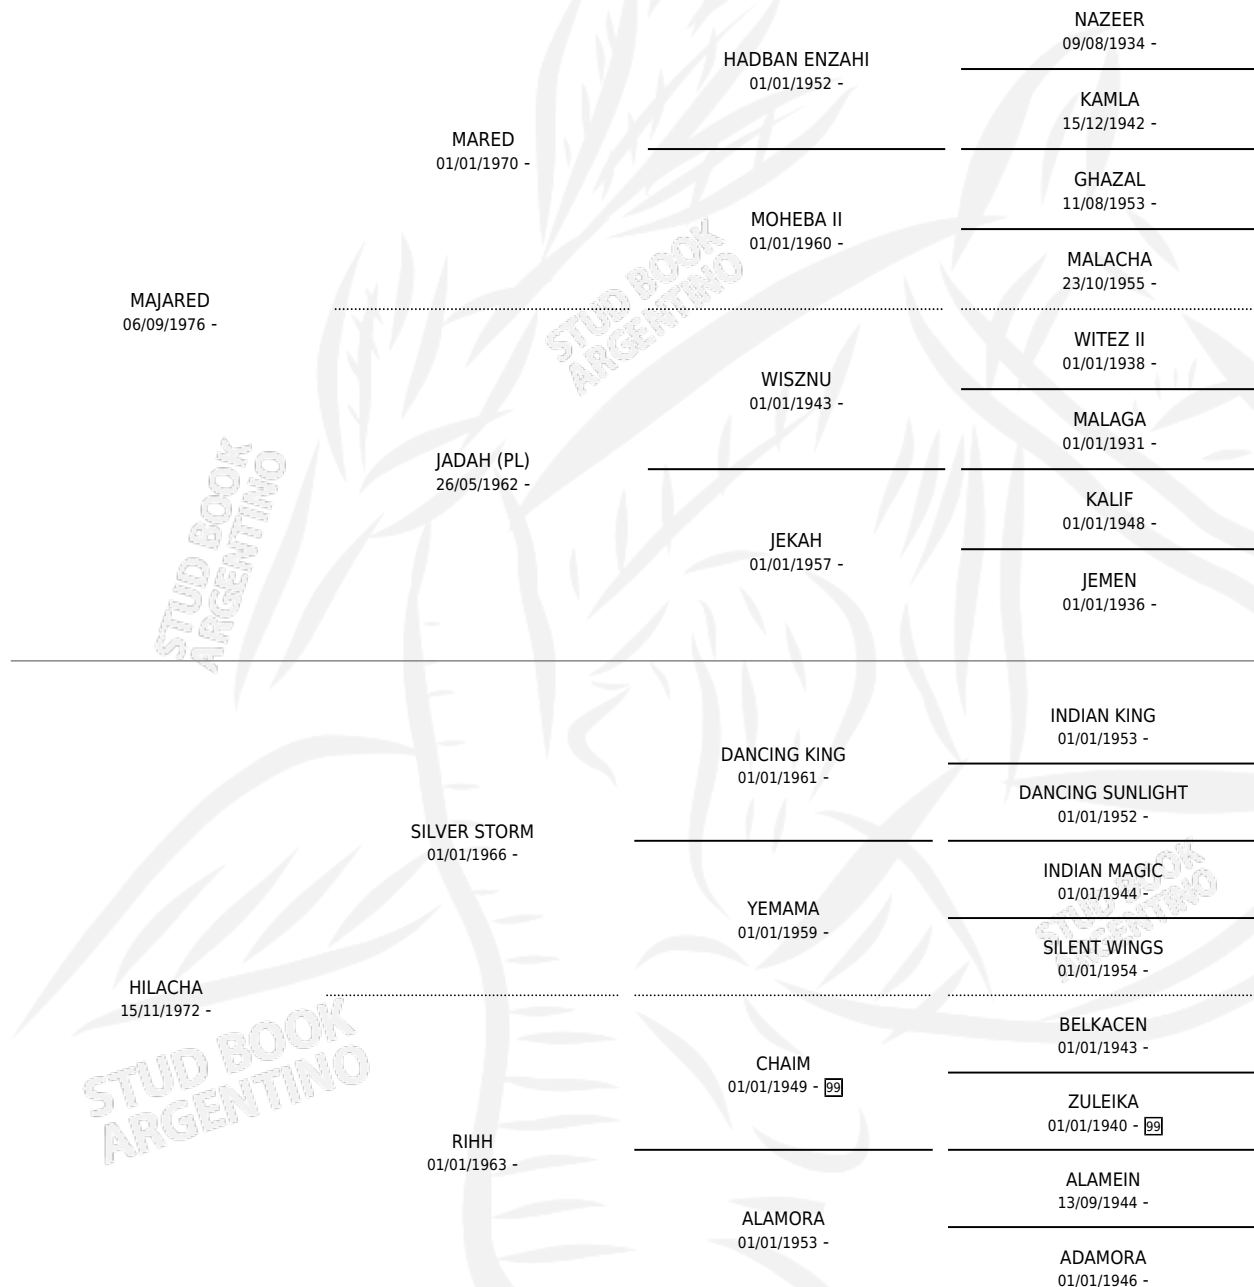 NAZEER
09/08/1934 -
HADBAN ENZAHI
01/01/1952 -
KAMLA
15/12/1942 -
MARED
01/01/1970 -
GHAZAL
11/08/1953 -
MOHEBA II
01/01/1960 -
MALACHA
23/10/1955 -
MAJARED
06/09/1976 -
WITEZ II
01/01/1938 -
WISZNU
01/01/1943 -
MALAGA
01/01/1931 -
JADAH (PL)
26/05/1962 -
KALIF
01/01/1948 -
JEKAH
01/01/1957 -
JEMEN
01/01/1936 -
INDIAN KING
01/01/1953 -
DANCING KING
01/01/1961 -
DANCING SUNLIGHT
01/01/1952 -
SILVER STORM
01/01/1966 -
INDIAN MAGIC
01/01/1944 -
YEMAMA
01/01/1959 -
SILENT WINGS
01/01/1954 -
HILACHA
15/11/1972 -
BELKACEN
01/01/1943 -
CHAIM
01/01/1949 - 99
ZULEIKA
01/01/1940 - 99
RIHH
01/01/1963 -
ALAMEIN
13/09/1944 -
ALAMORA
01/01/1953 -
ADAMORA
01/01/1946 -
STUD BOOK
ARGENTINO
STUD BOOK
ARGENTINO
STUD BOOK
ARGENTINO
STUD BOOK
ARGENTINO